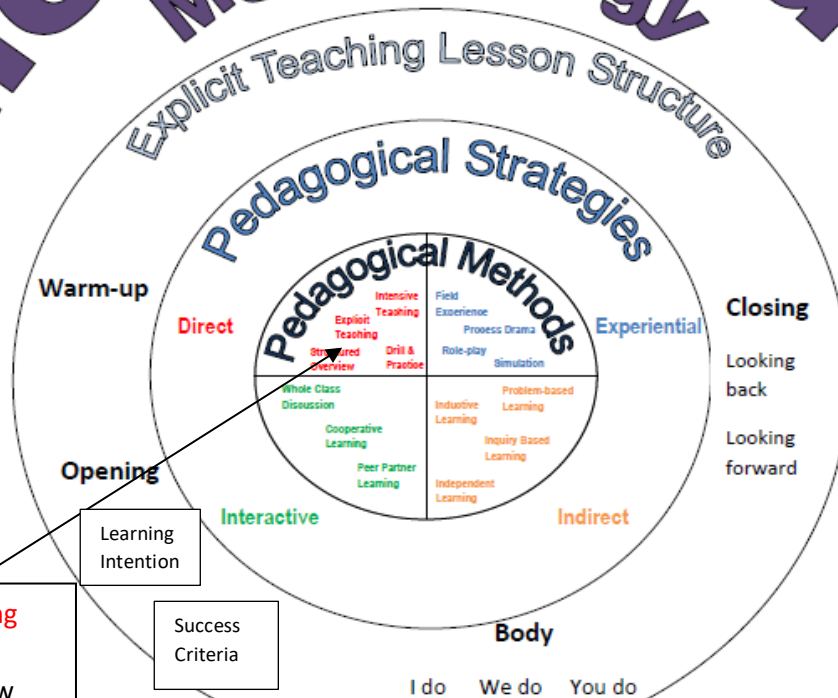 Explicit Teaching Lesson Structure
Pedagogical Strategies
Pedagogical Methods
Warm-up
Opening
Learning
Intention
Success
Criteria
Direct
Intensive
Teaching
Explicit
Teaching
Structured
Overview
Drill &
Practice
Field
Experience
Process Drama
Role-play
Simulation
Experiential
Whole Class
Discussion
Cooperative
Learning
Peer Partner
Learning
Interactive
Problem-based
Learning
Inductive
Learning
Inquiry Based
Learning
Independent
Learning
Indirect
Closing
Looking
back
Looking
forward
Body
I do We do You do